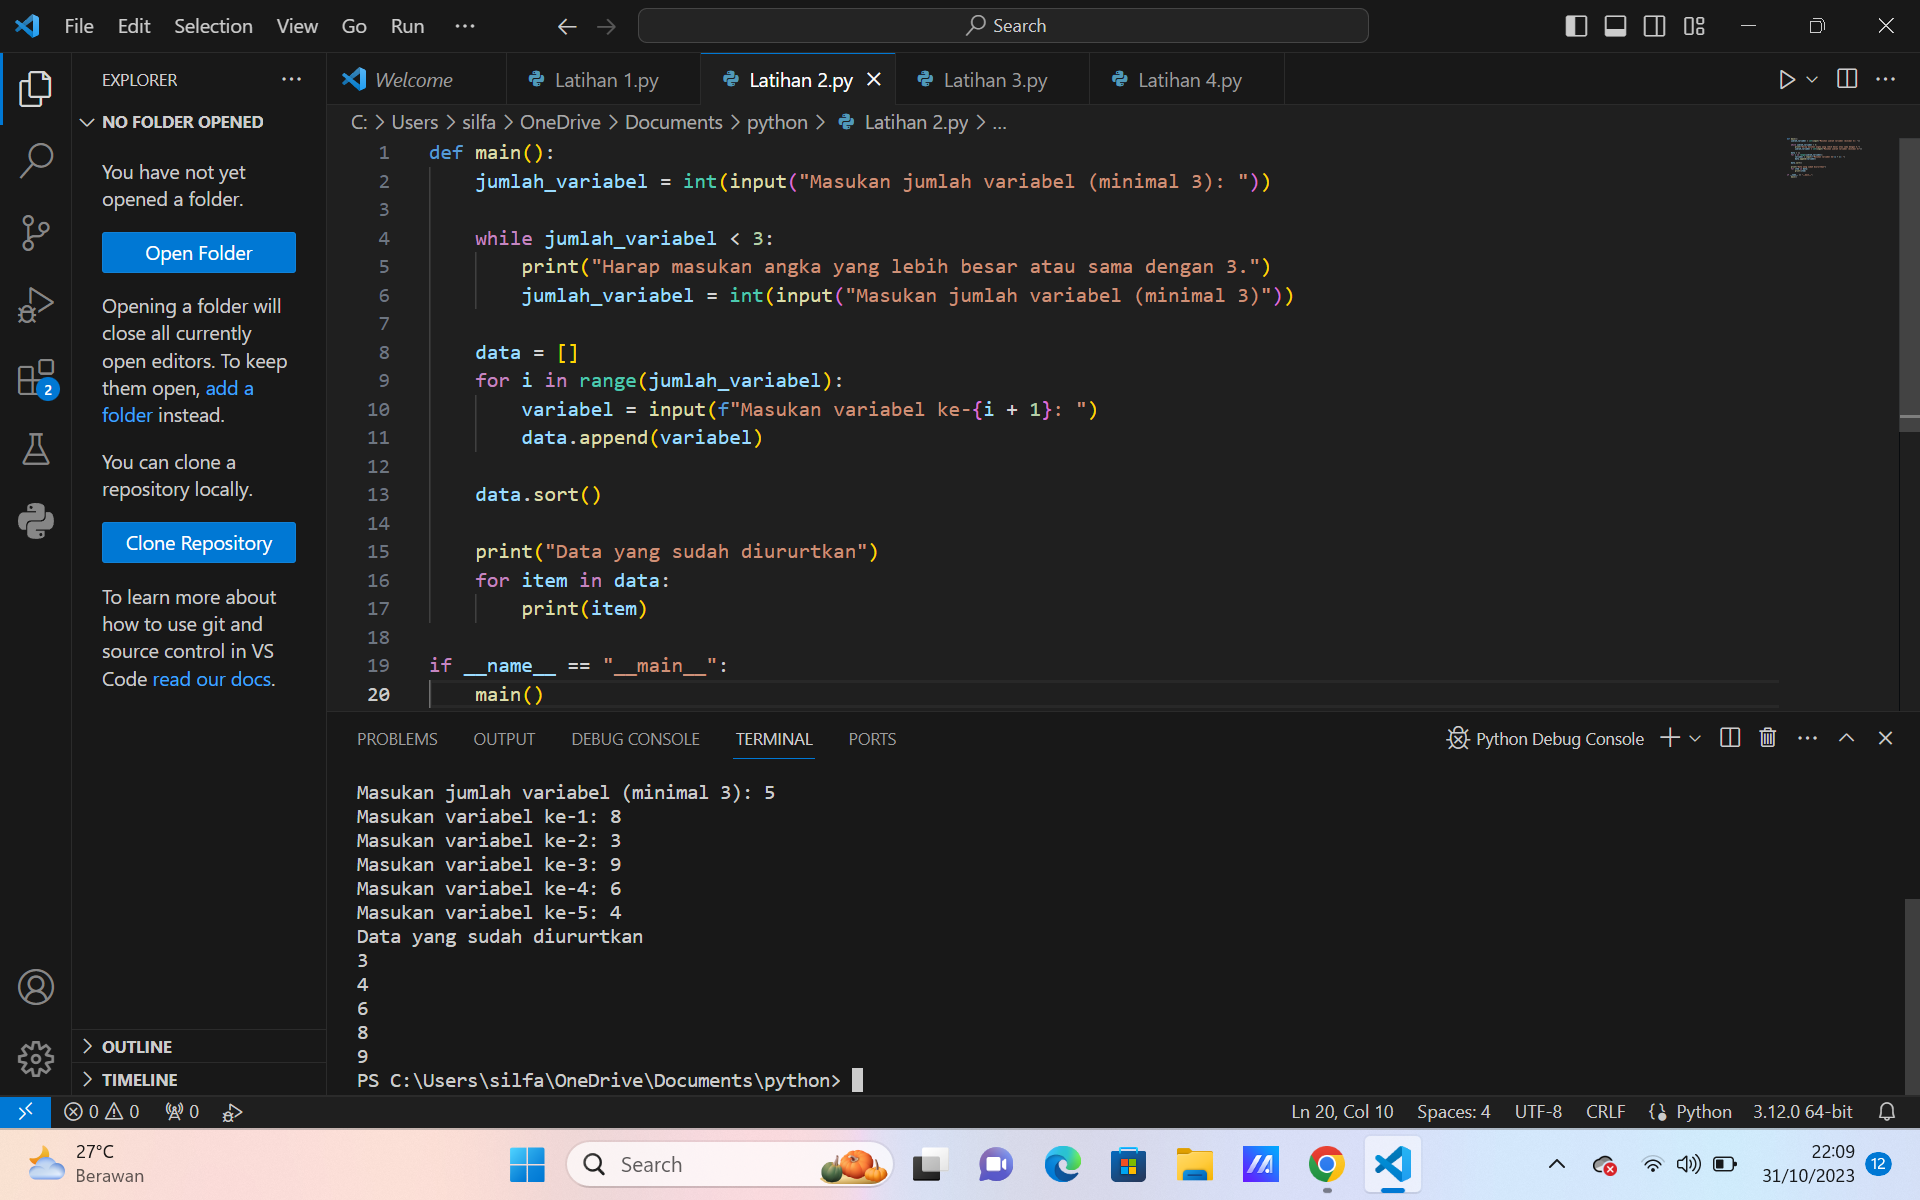 File Edit Selection View Go Run ... Search
EXPLORER ...
NO FOLDER OPENED
You have not yet
opened a folder.
Open Folder
Opening a folder will
close all currently
open editors. To keep
them open, add a
folder instead.
You can clone a
repository locally.
Clone Repository
To learn more about
how to use git and
source control in VS
Code read our docs.
OUTLINE
TIMELINE
2
Welcome Latihan 1.py Latihan 2.py Latihan 3.py Latihan 4.py
C: > Users > silfa > OneDrive > Documents > python > Latihan 2.py > ...
1 def main():
2     jumlah_variabel = int(input("Masukan jumlah variabel (minimal 3): "))
3
4     while jumlah_variabel < 3:
5         print("Harap masukan angka yang lebih besar atau sama dengan 3.")
6         jumlah_variabel = int(input("Masukan jumlah variabel (minimal 3)"))
7
8     data = []
9     for i in range(jumlah_variabel):
10         variabel = input(f"Masukan variabel ke-{i + 1}: ")
11         data.append(variabel)
12
13     data.sort()
14
15     print("Data yang sudah diururtkan")
16     for item in data:
17         print(item)
18
19 if __name__ == "__main__":
20     main()
PROBLEMS OUTPUT DEBUG CONSOLE TERMINAL PORTS Python Debug Console
Masukan jumlah variabel (minimal 3): 5
Masukan variabel ke-1: 8
Masukan variabel ke-2: 3
Masukan variabel ke-3: 9
Masukan variabel ke-4: 6
Masukan variabel ke-5: 4
Data yang sudah diururtkan
3
4
6
8
9
PS C:\Users\silfa\OneDrive\Documents\python>
0 0 0 Ln 20, Col 10 Spaces: 4 UTF-8 CRLF Python 3.12.0 64-bit
27°C
Berawan
Search
22:09
31/10/2023
12